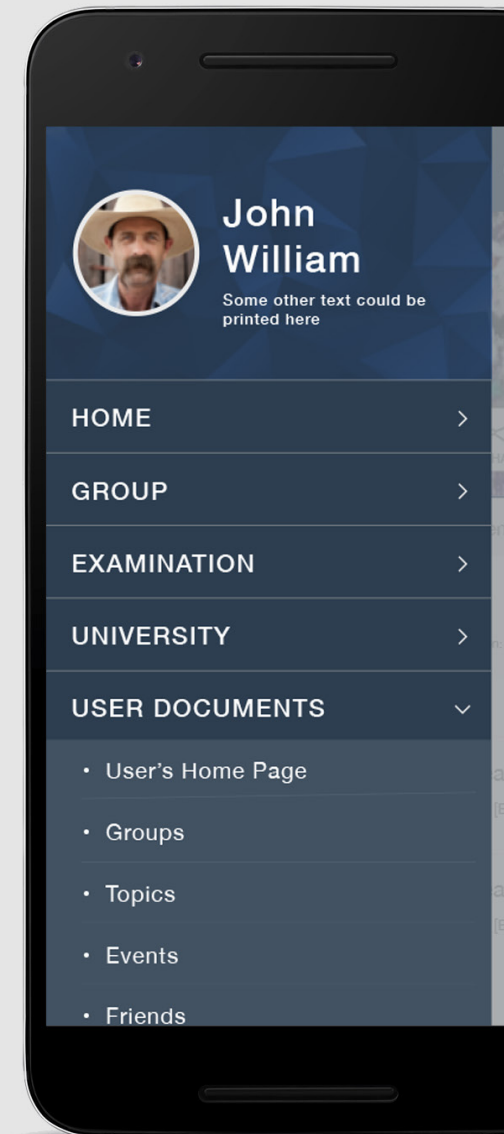 John
William
Some other text could be
printed here
HOME
GROUP
EXAMINATION
UNIVERSITY
USER DOCUMENTS
• User’s Home Page
• Groups
• Topics
• Events
• Friends